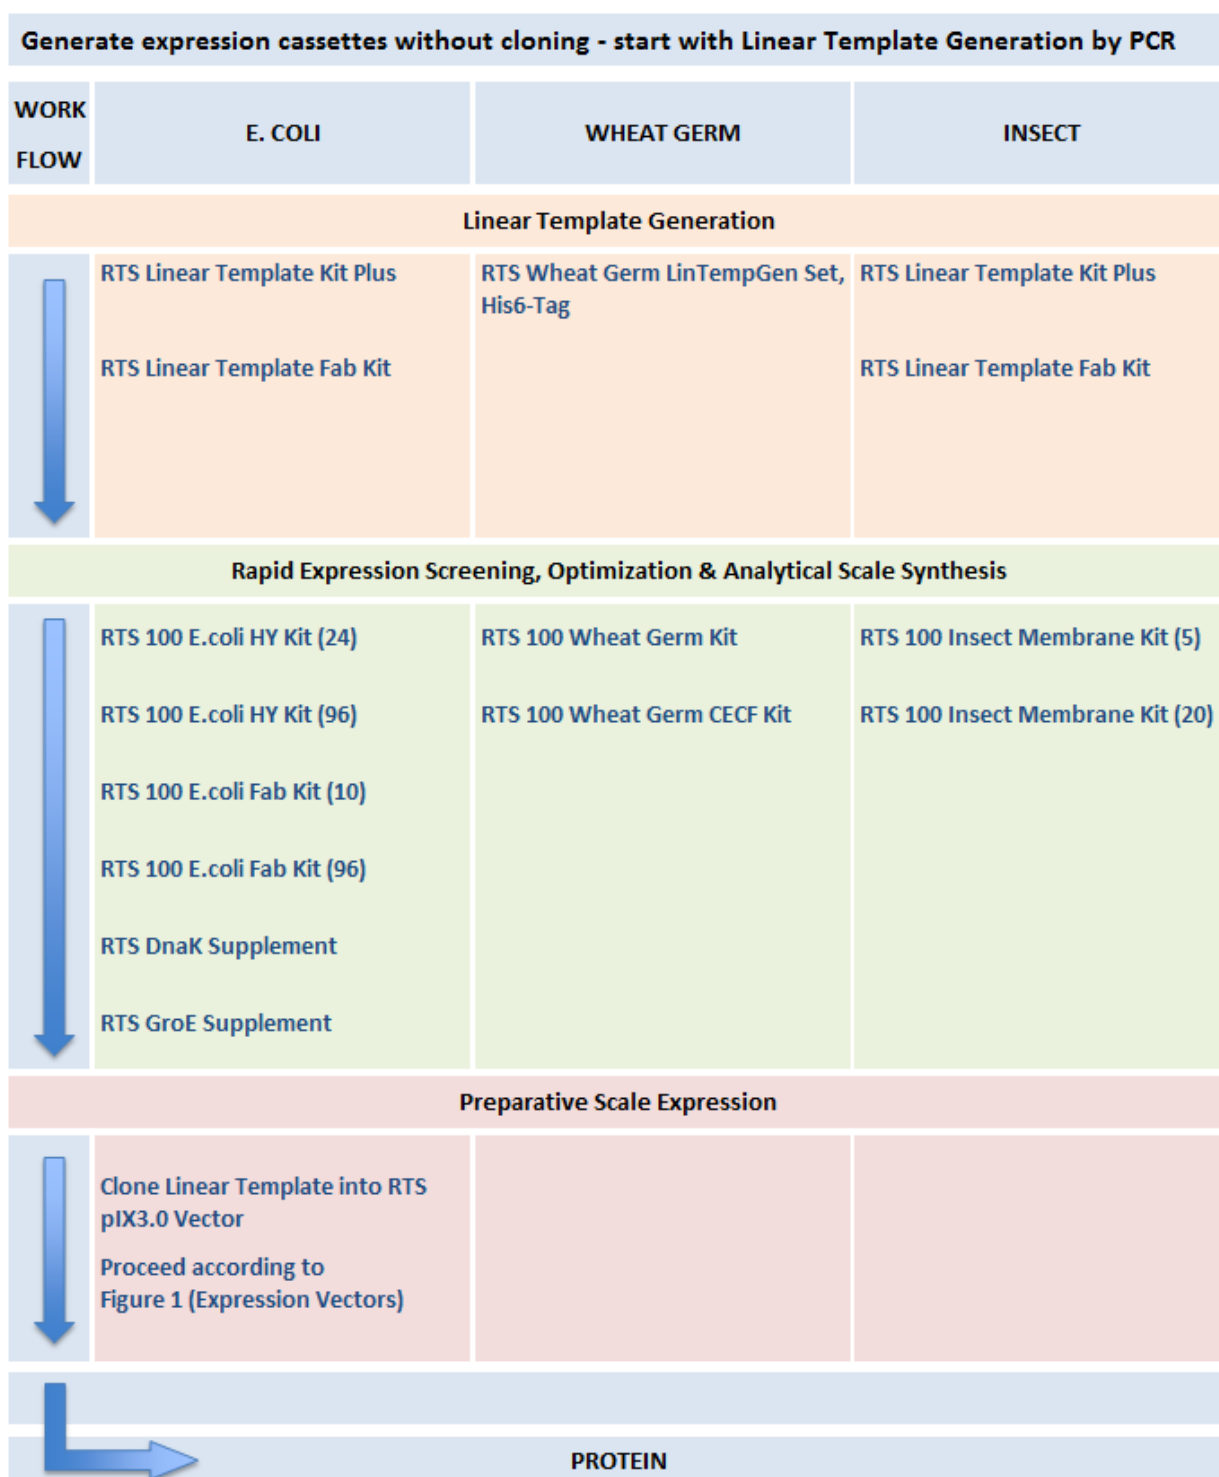 Generate expression cassettes without cloning - start with Linear Template Generation by PCR
WORK
FLOW
E. COLI
WHEAT GERM
INSECT
Linear Template Generation
RTS Linear Template Kit Plus
RTS Linear Template Fab Kit
RTS Wheat Germ LinTempGen Set,
His6-Tag
RTS Linear Template Kit Plus
RTS Linear Template Fab Kit
Rapid Expression Screening, Optimization & Analytical Scale Synthesis
RTS 100 E.coli HY Kit (24)
RTS 100 E.coli HY Kit (96)
RTS 100 E.coli Fab Kit (10)
RTS 100 E.coli Fab Kit (96)
RTS DnaK Supplement
RTS GroE Supplement
RTS 100 Wheat Germ Kit
RTS 100 Wheat Germ CECF Kit
RTS 100 Insect Membrane Kit (5)
RTS 100 Insect Membrane Kit (20)
Preparative Scale Expression
Clone Linear Template into RTS
pIX3.0 Vector
Proceed according to
Figure 1 (Expression Vectors)
PROTEIN